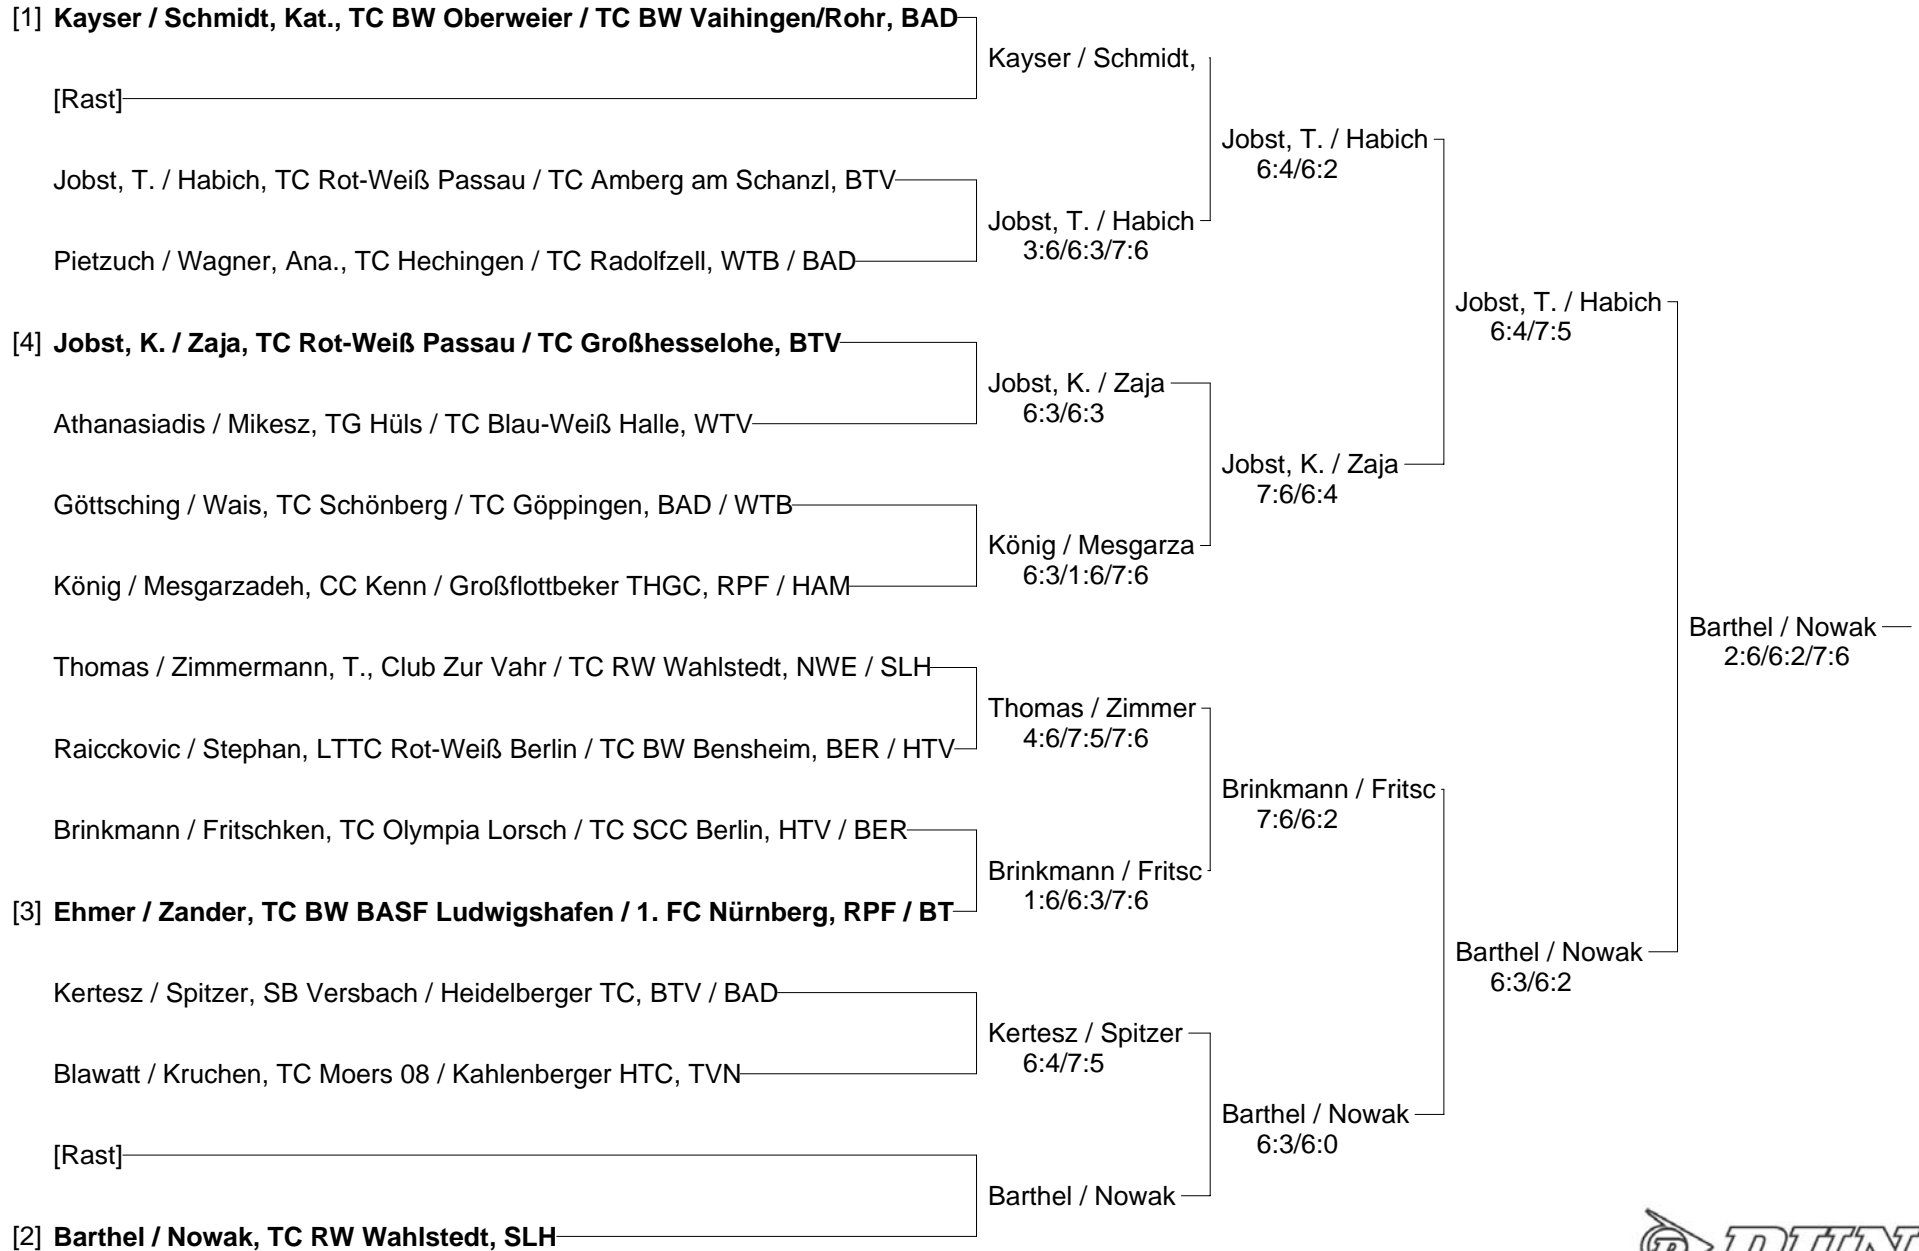 [1] Kayser / Schmidt, Kat., TC BW Oberweier / TC BW Vaihingen/Rohr, BAD
Kayser / Schmidt,
[Rast]
Jobst, T. / Habich
6:4/6:2
Jobst, T. / Habich, TC Rot-Weiß Passau / TC Amberg am Schanzl, BTV
Jobst, T. / Habich
3:6/6:3/7:6
Pietzuch / Wagner, Ana., TC Hechingen / TC Radolfzell, WTB / BAD
Jobst, T. / Habich
6:4/7:5
[4] Jobst, K. / Zaja, TC Rot-Weiß Passau / TC Großhesselohe, BTV
Jobst, K. / Zaja
6:3/6:3
Athanasiadis / Mikesz, TG Hüls / TC Blau-Weiß Halle, WTV
Jobst, K. / Zaja
7:6/6:4
Göttsching / Wais, TC Schönberg / TC Göppingen, BAD / WTB
König / Mesgarza
6:3/1:6/7:6
König / Mesgarzadeh, CC Kenn / Großflottbeker THGC, RPF / HAM
Barthel / Nowak
2:6/6:2/7:6
Thomas / Zimmermann, T., Club Zur Vahr / TC RW Wahlstedt, NWE / SLH
Thomas / Zimmer
4:6/7:5/7:6
Raicckovic / Stephan, LTTC Rot-Weiß Berlin / TC BW Bensheim, BER / HTV
Brinkmann / Fritsc
7:6/6:2
Brinkmann / Fritschken, TC Olympia Lorsch / TC SCC Berlin, HTV / BER
Brinkmann / Fritsc
1:6/6:3/7:6
[3] Ehmer / Zander, TC BW BASF Ludwigshafen / 1. FC Nürnberg, RPF / BT
Barthel / Nowak
6:3/6:2
Kertesz / Spitzer, SB Versbach / Heidelberger TC, BTV / BAD
Kertesz / Spitzer
6:4/7:5
Blawatt / Kruchen, TC Moers 08 / Kahlenberger HTC, TVN
Barthel / Nowak
6:3/6:0
[Rast]
Barthel / Nowak
[2] Barthel / Nowak, TC RW Wahlstedt, SLH